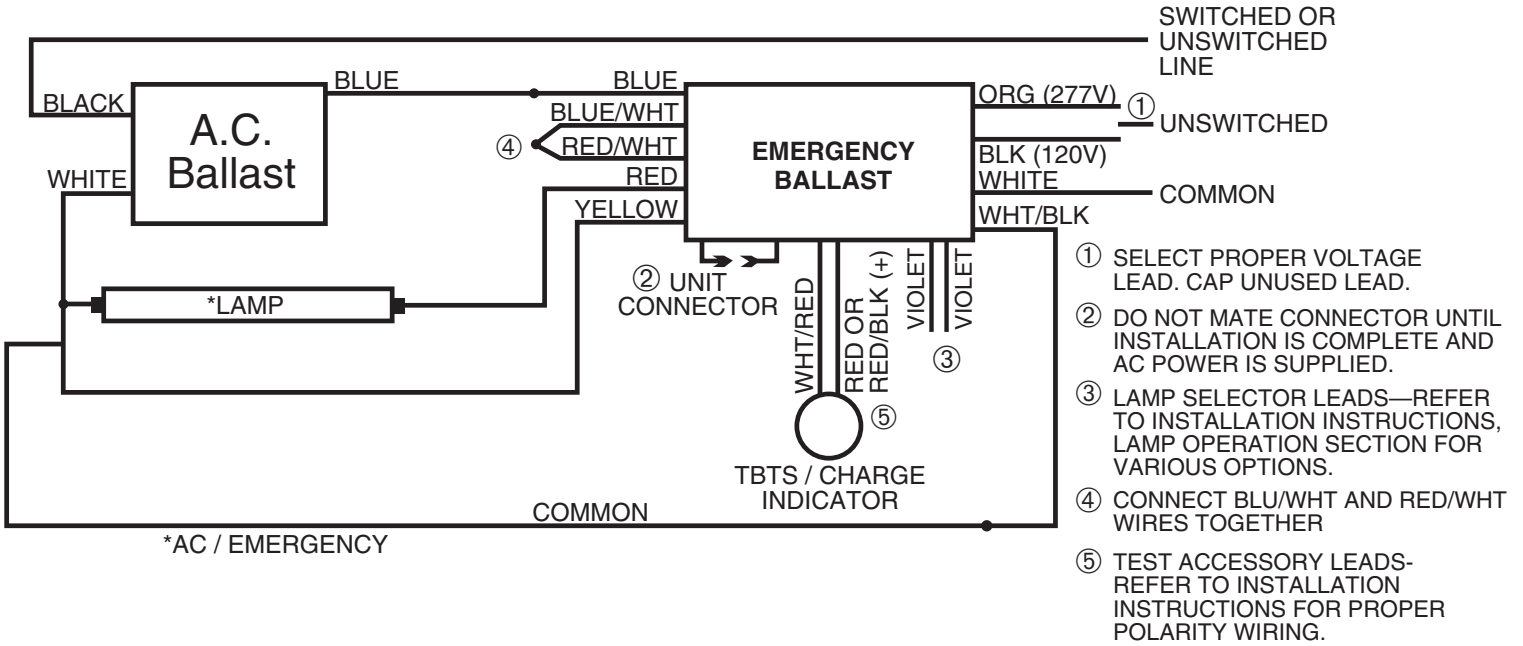 SWITCHED OR
UNSWITCHED
LINE
BLACK
A.C.
Ballast
WHITE
BLUE
BLUE
BLUE/WHT
④
RED/WHT
RED
YELLOW
EMERGENCY
BALLAST
ORG (277V)
①
UNSWITCHED
BLK (120V)
WHITE
COMMON
WHT/BLK
*LAMP
② UNIT
CONNECTOR
WHT/RED
RED OR
RED/BLK (+)
VIOLET
VIOLET
③
⑤
TBTS / CHARGE
INDICATOR
COMMON
*AC / EMERGENCY
① SELECT PROPER VOLTAGE
LEAD. CAP UNUSED LEAD.
② DO NOT MATE CONNECTOR UNTIL
INSTALLATION IS COMPLETE AND
AC POWER IS SUPPLIED.
③ LAMP SELECTOR LEADS—REFER
TO INSTALLATION INSTRUCTIONS,
LAMP OPERATION SECTION FOR
VARIOUS OPTIONS.
④ CONNECT BLU/WHT AND RED/WHT
WIRES TOGETHER
⑤ TEST ACCESSORY LEADS-
REFER TO INSTALLATION
INSTRUCTIONS FOR PROPER
POLARITY WIRING.